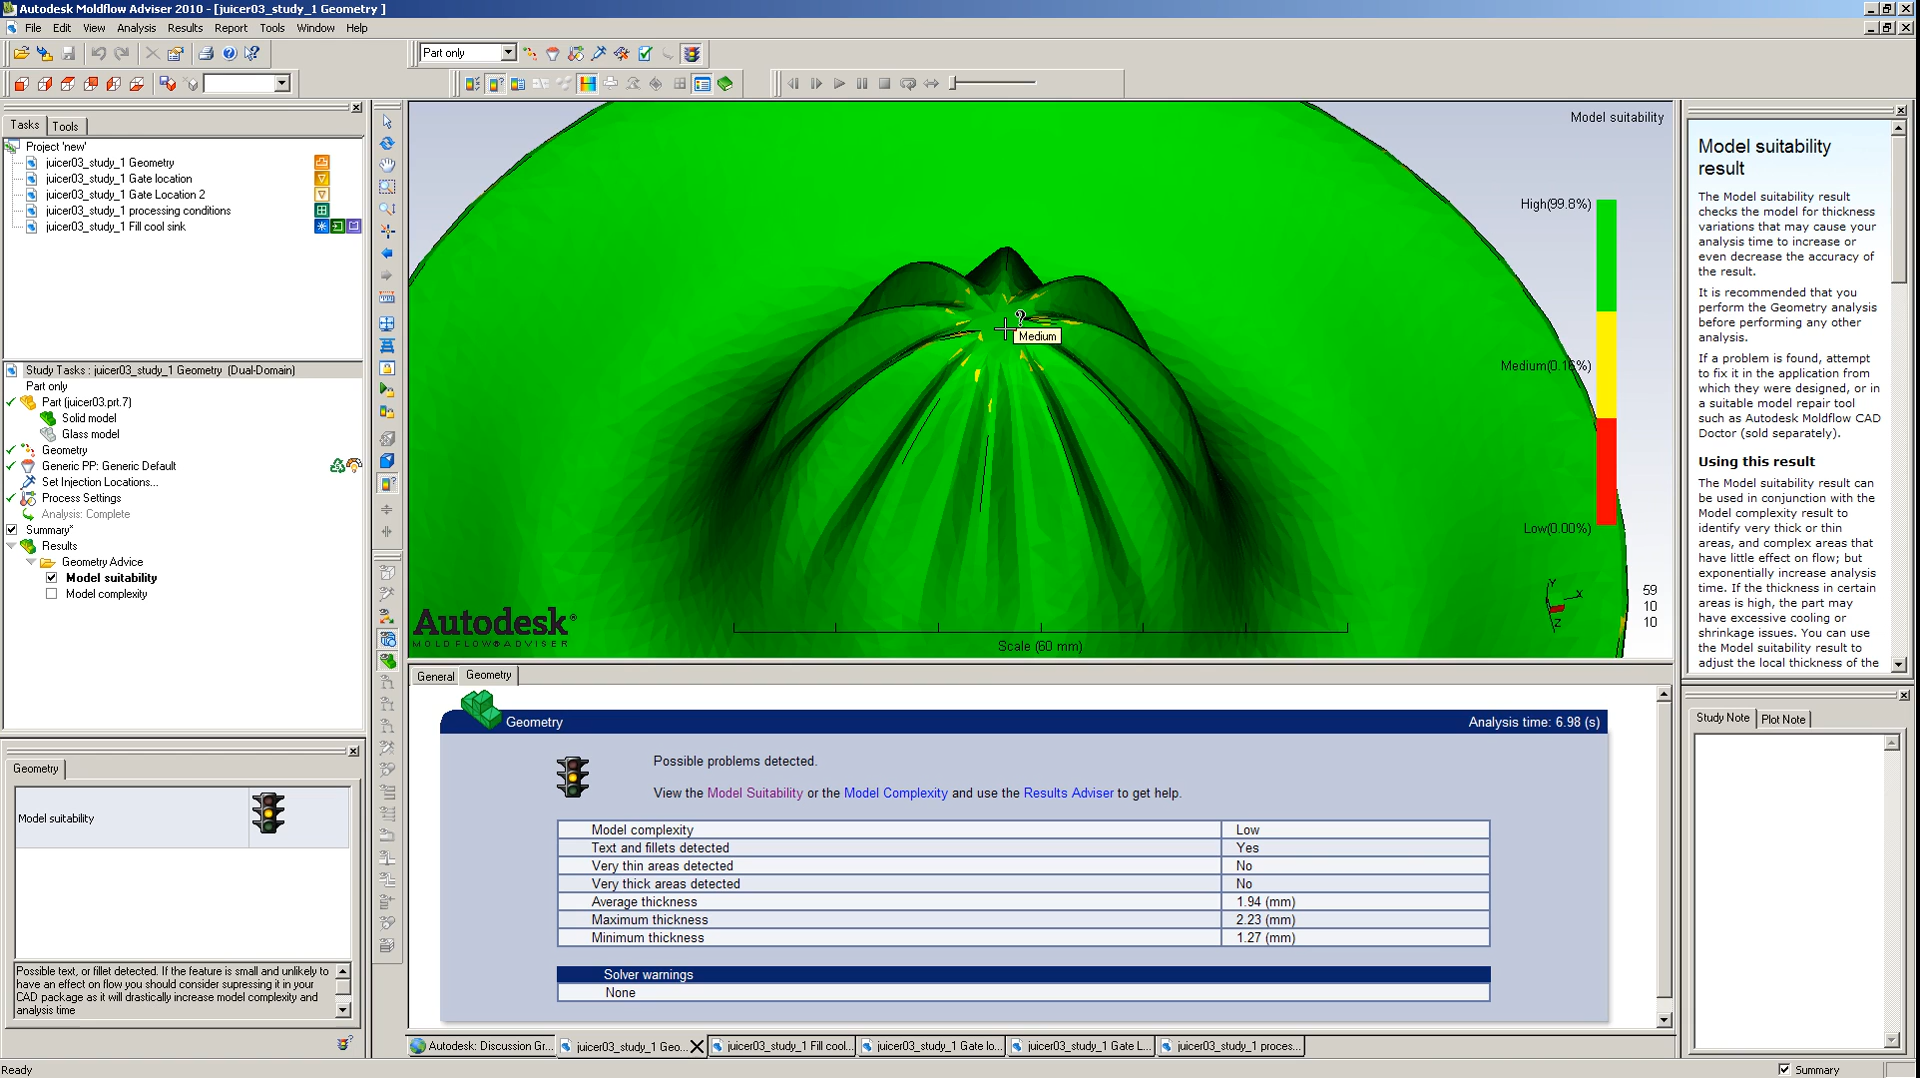 Autodesk Moldflow Adviser 2010 - [juicer03_study_1 Geometry ]
File Edit View Analysis Results Report Tools Window Help
Part only
Tasks Tools
Project 'new'
juicer03_study_1 Geometry
juicer03_study_1 Gate location
juicer03_study_1 Gate Location 2
juicer03_study_1 processing conditions
juicer03_study_1 Fill cool sink
Study Tasks : juicer03_study_1 Geometry (Dual-Domain)
Part only
Part (juicer03.prt.7)
Solid model
Glass model
Geometry
Generic PP: Generic Default
Set Injection Locations...
Process Settings
Analysis: Complete
Summary*
Results
Geometry Advice
Model suitability
Model complexity
Geometry
Model suitability
Possible text, or fillet detected. If the feature is small and unlikely to
have an effect on flow you should consider supressing it in your
CAD package as it will drastically increase model complexity and
analysis time
Model suitability
High(99.8%)
Medium(0.16%)
Low(0.00%)
?
Medium
Y
X
Z
59
10
10
Autodesk®
MOLDFLOW®ADVISER
Scale (60 mm)
General Geometry
Geometry
Analysis time: 6.98 (s)
Possible problems detected.
View the Model Suitability or the Model Complexity and use the Results Adviser to get help.
Model complexity Low
Text and fillets detected Yes
Very thin areas detected No
Very thick areas detected No
Average thickness 1.94 (mm)
Maximum thickness 2.23 (mm)
Minimum thickness 1.27 (mm)
Solver warnings
None
Autodesk: Discussion Gr...
juicer03_study_1 Geo...
juicer03_study_1 Fill cool...
juicer03_study_1 Gate lo...
juicer03_study_1 Gate L...
juicer03_study_1 proces...
Model suitability
result
The Model suitability result
checks the model for thickness
variations that may cause your
analysis time to increase or
even decrease the accuracy of
the result.
It is recommended that you
perform the Geometry analysis
before performing any other
analysis.
If a problem is found, attempt
to fix it in the application from
which they were designed, or in
a suitable model repair tool
such as Autodesk Moldflow CAD
Doctor (sold separately).
Using this result
The Model suitability result can
be used in conjunction with the
Model complexity result to
identify very thick or thin
areas, and complex areas that
have little effect on flow; but
exponentially increase analysis
time. If the thickness in certain
areas is high, the part may
have excessive cooling or
shrinkage issues. You can use
the Model suitability result to
adjust the local thickness of the
Study Note Plot Note
Ready
Summary